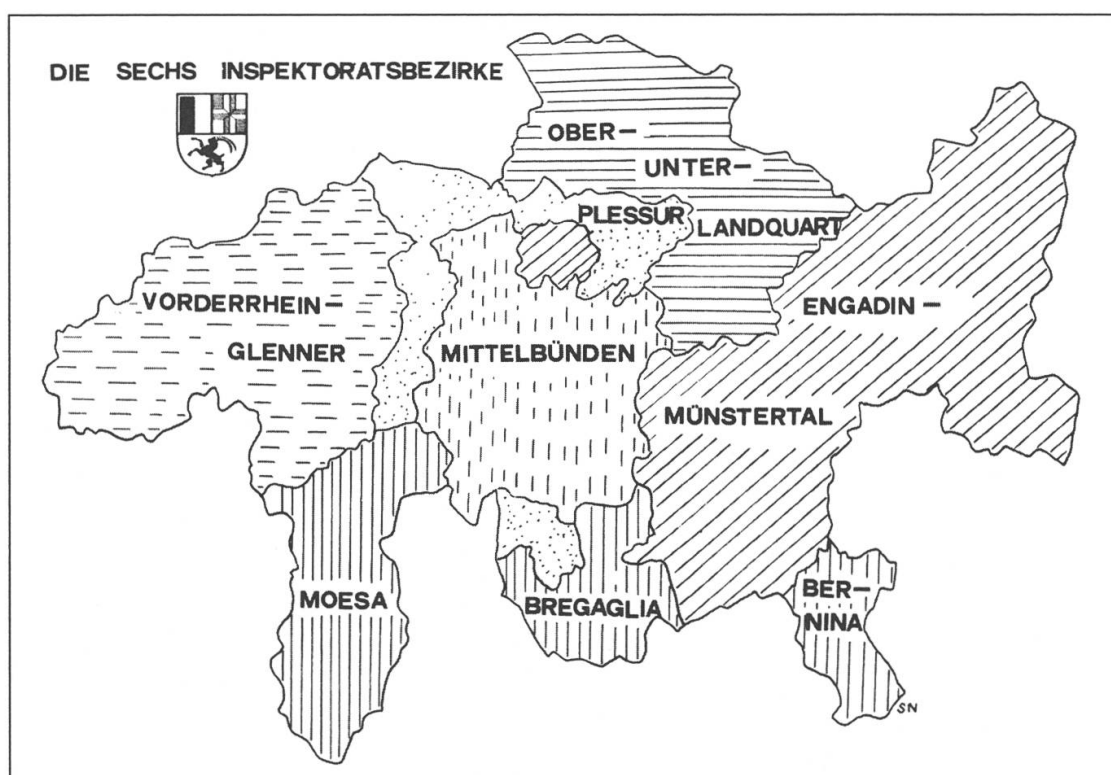 DIE SECHS INSPEKTORATSBEZIRKE
OBER–
UNTER–
PLESSUR
LANDQUART
VORDERRHEIN–
GLENNER
MITTELBÜNDEN
ENGADIN–
MÜNSTERTAL
MOESA
BREGAGLIA
BER–
NINA
SN